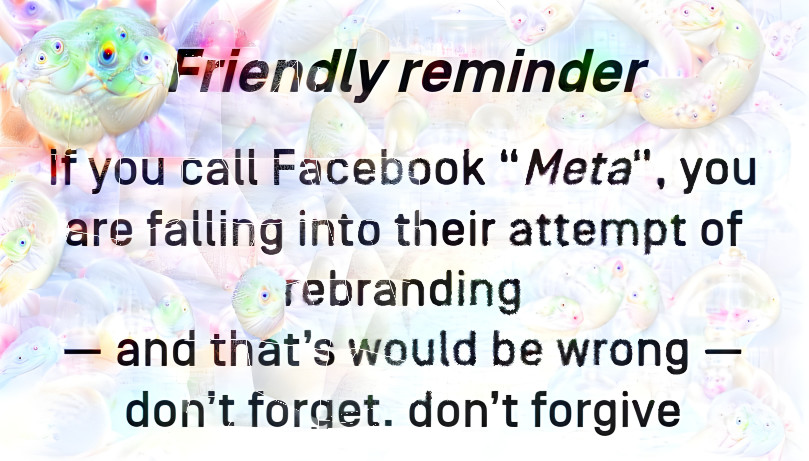 Friendly reminder
If you call Facebook “Meta”, you
are falling into their attempt of
rebranding
— and that’s would be wrong —
don’t forget. don’t forgive